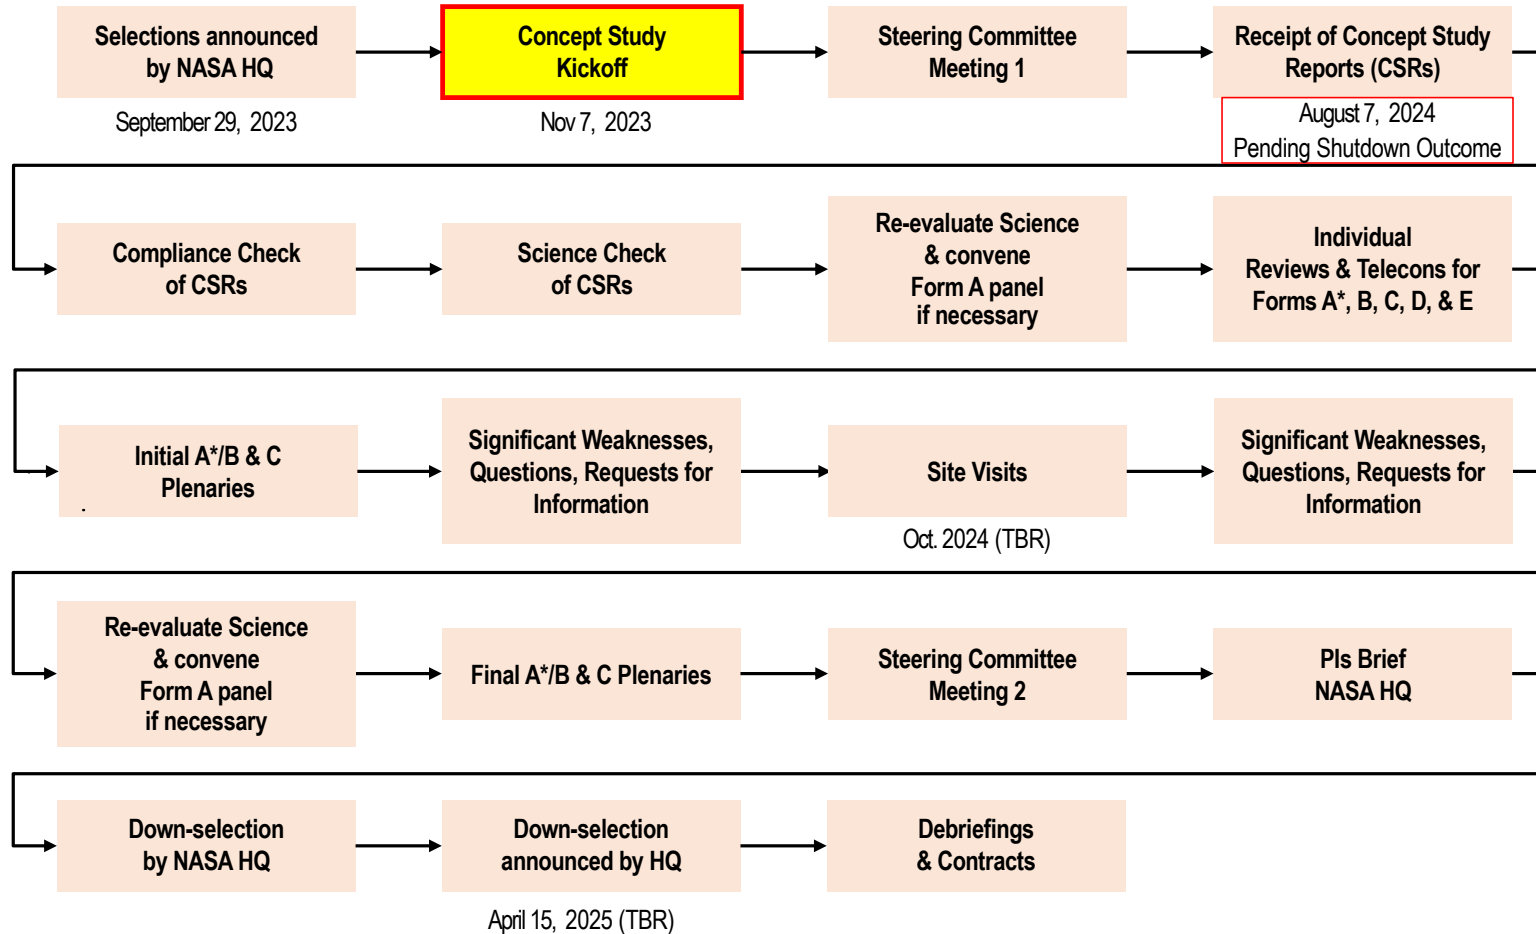 Selections announced
by NASA HQ
September 29, 2023
Concept Study
Kickoff
Nov 7, 2023
Steering Committee
Meeting 1
Receipt of Concept Study
Reports (CSRs)
August 7, 2024
Pending Shutdown Outcome
Compliance Check
of CSRs
Science Check
of CSRs
Re-evaluate Science
& convene
Form A panel
if necessary
Individual
Reviews & Telecons for
Forms A*, B, C, D, & E
Initial A*/B & C
Plenaries
.
Significant Weaknesses,
Questions, Requests for
Information
Site Visits
Oct. 2024 (TBR)
Significant Weaknesses,
Questions, Requests for
Information
Re-evaluate Science
& convene
Form A panel
if necessary
Final A*/B & C Plenaries
Steering Committee
Meeting 2
PIs Brief
NASA HQ
Down-selection
by NASA HQ
Down-selection
announced by HQ
April 15, 2025 (TBR)
Debriefings
& Contracts